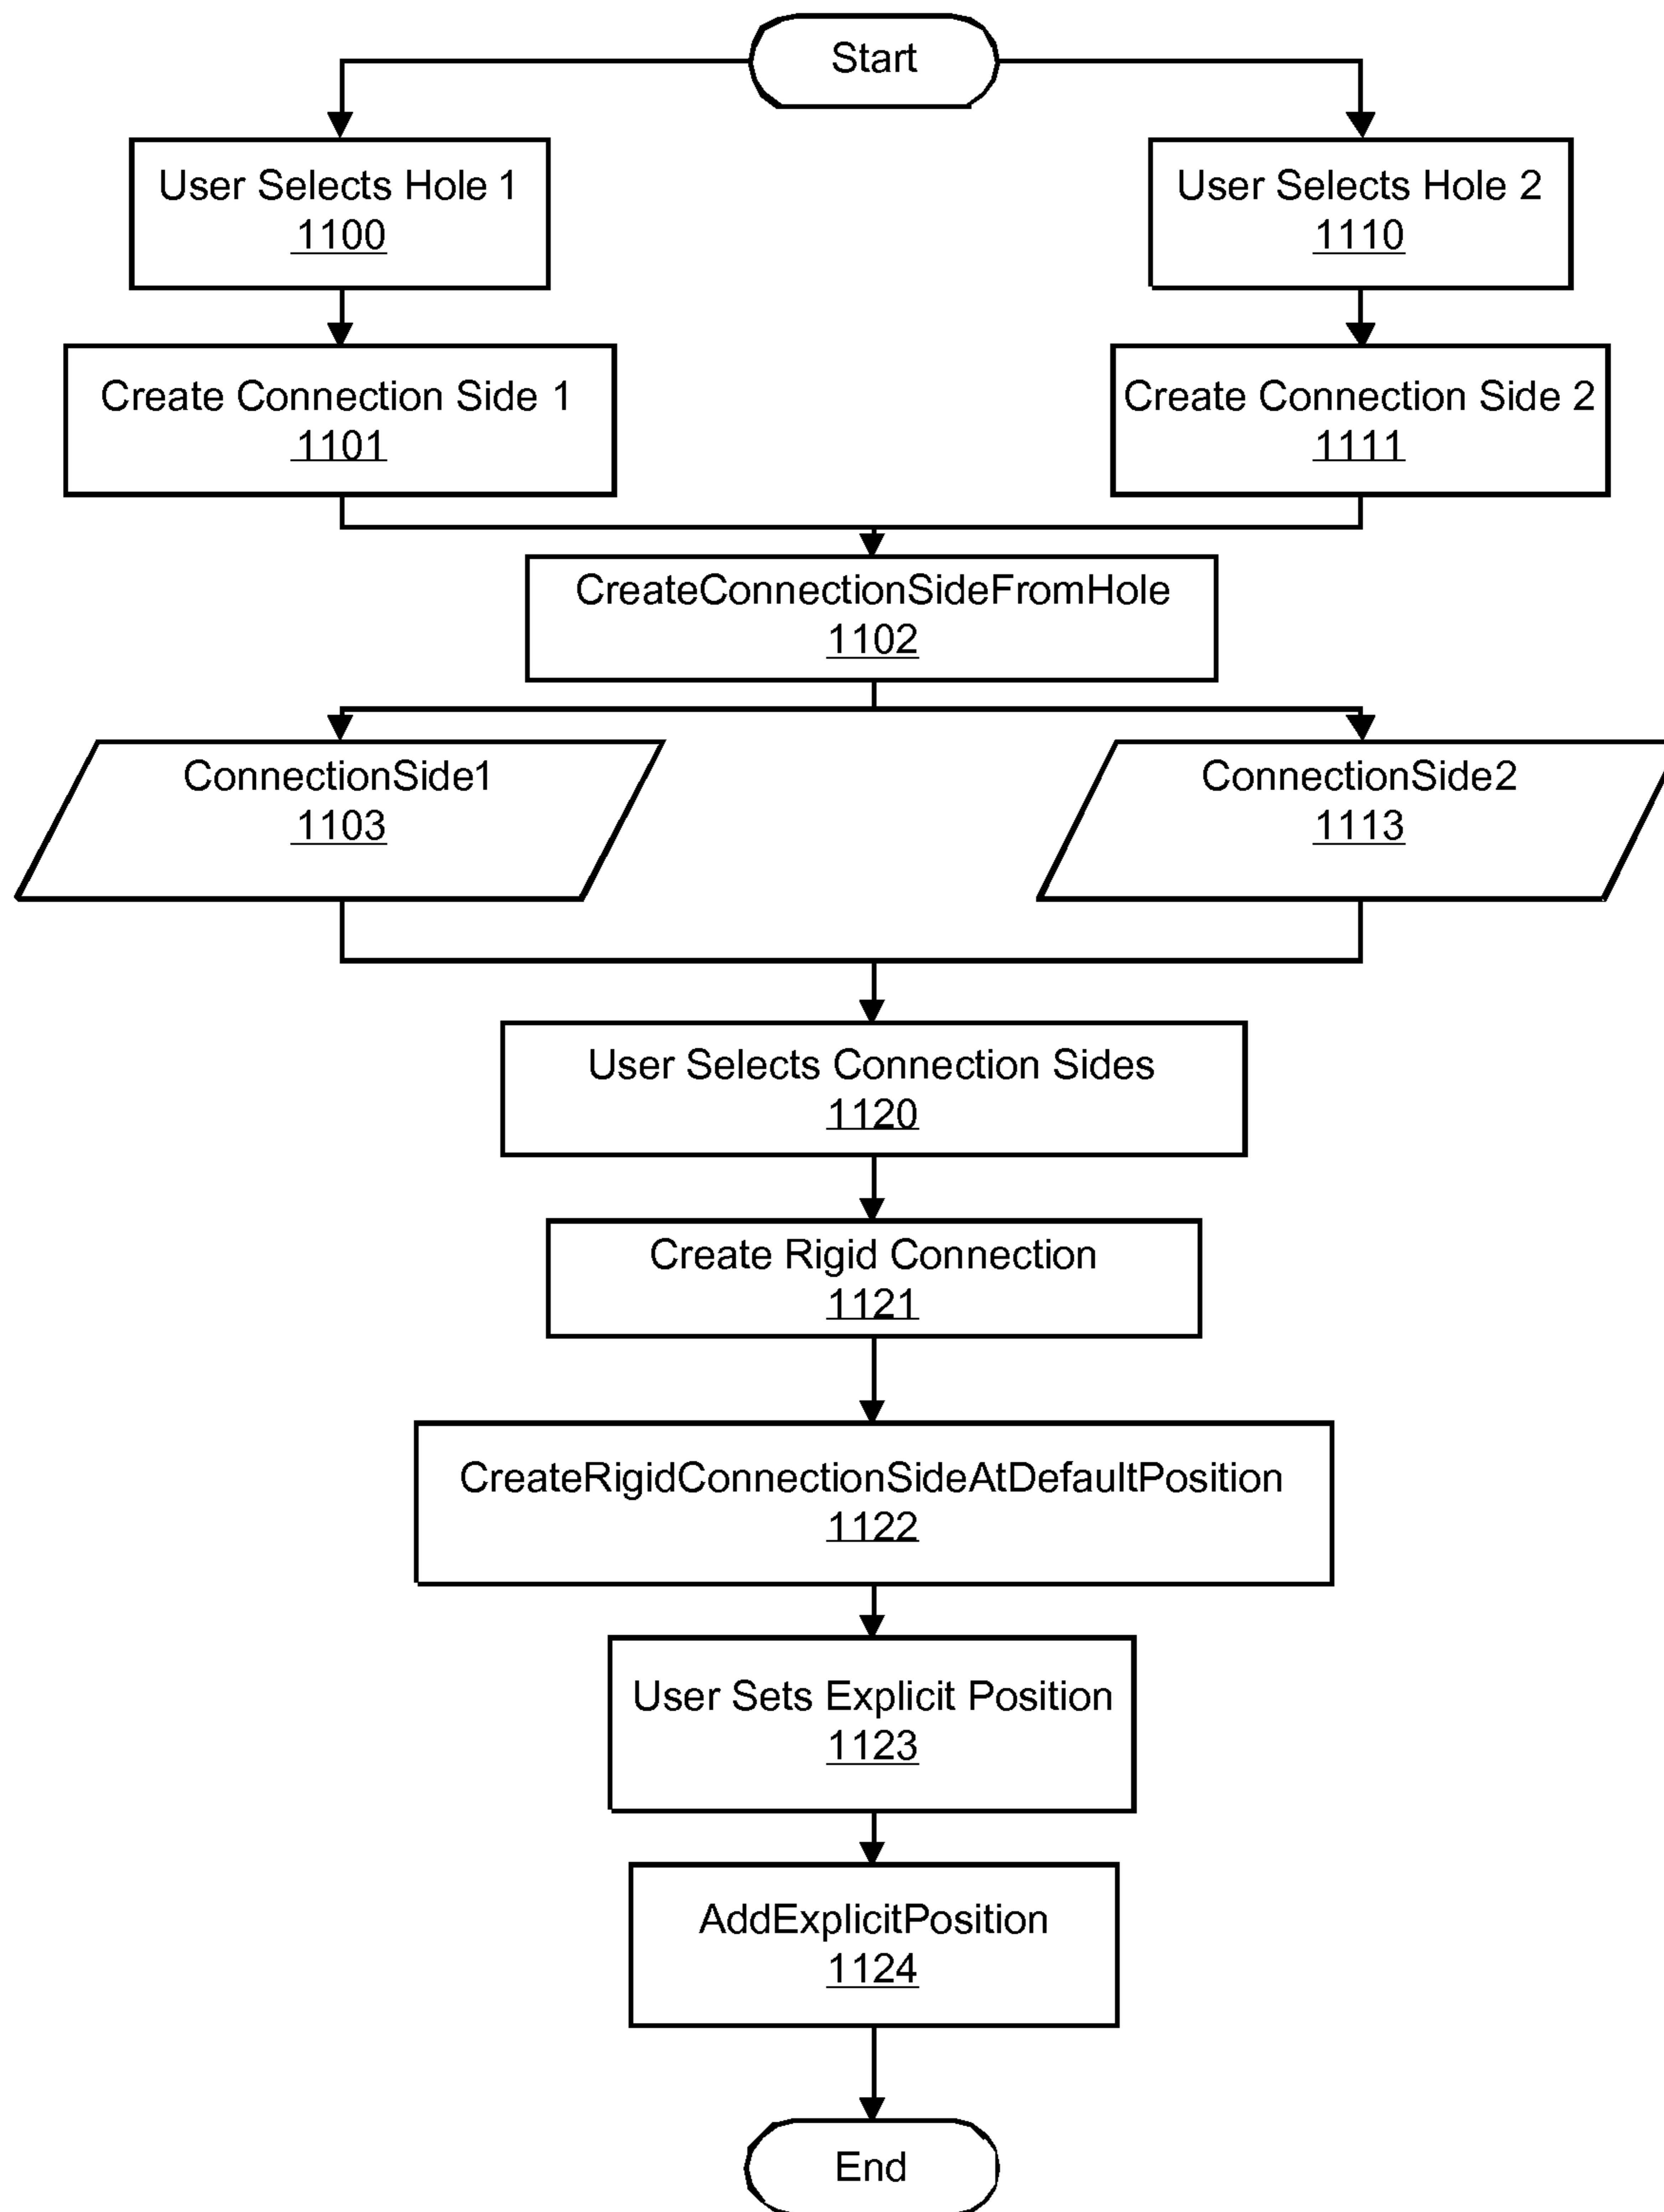 Start
User Selects Hole 1
1100
User Selects Hole 2
1110
Create Connection Side 1
1101
Create Connection Side 2
1111
CreateConnectionSideFromHole
1102
ConnectionSide1
1103
ConnectionSide2
1113
User Selects Connection Sides
1120
Create Rigid Connection
1121
CreateRigidConnectionSideAtDefaultPosition
1122
User Sets Explicit Position
1123
AddExplicitPosition
1124
End